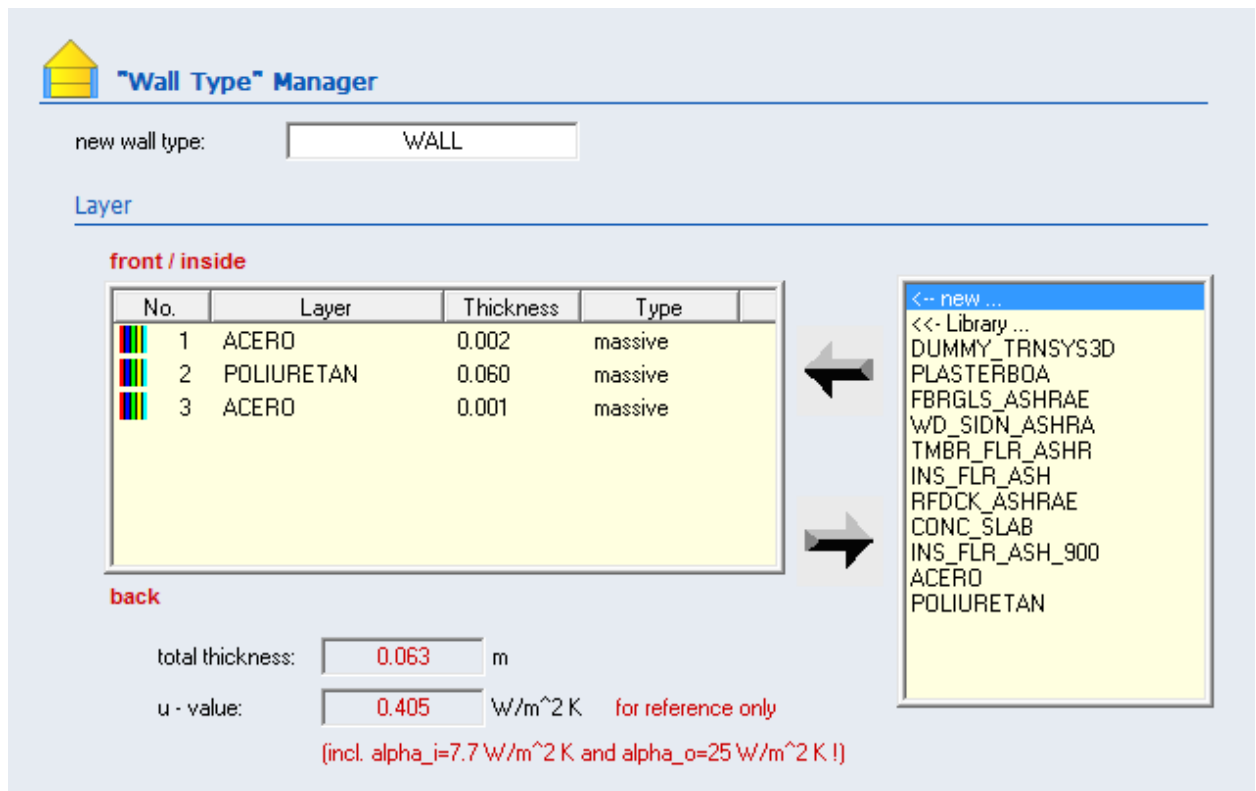 "Wall Type" Manager
new wall type: WALL
Layer
front / inside
No. Layer Thickness Type
1 ACERO 0.002 massive
2 POLIURETAN 0.060 massive
3 ACERO 0.001 massive
<-- new ...
<<- Library ...
DUMMY_TRNSYS3D
PLASTERBOA
FBRGLS_ASHRAE
WD_SIDN_ASHRA
TMBR_FLR_ASHR
INS_FLR_ASH
RFDCK_ASHRAE
CONC_SLAB
INS_FLR_ASH_900
ACERO
POLIURETAN
back
total thickness: 0.063 m
u - value: 0.405 W/m^2 K for reference only
(incl. alpha_i=7.7 W/m^2 K and alpha_o=25 W/m^2 K !)